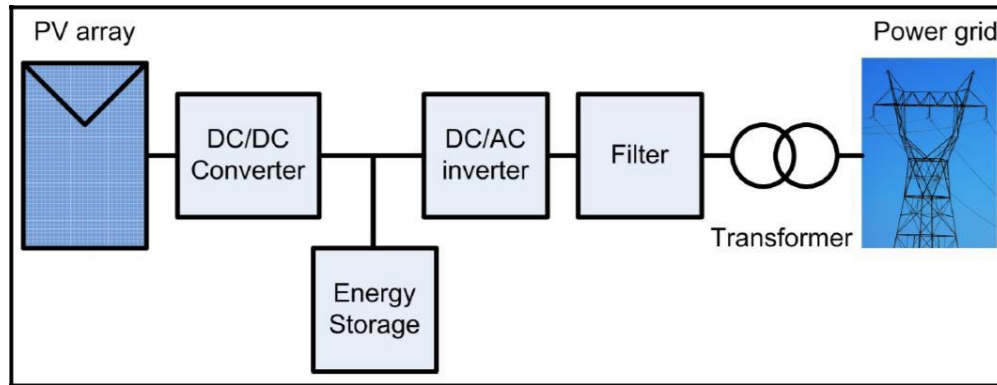 PV array
Power grid
DC/DC
Converter
DC/AC
inverter
Filter
Transformer
Energy
Storage